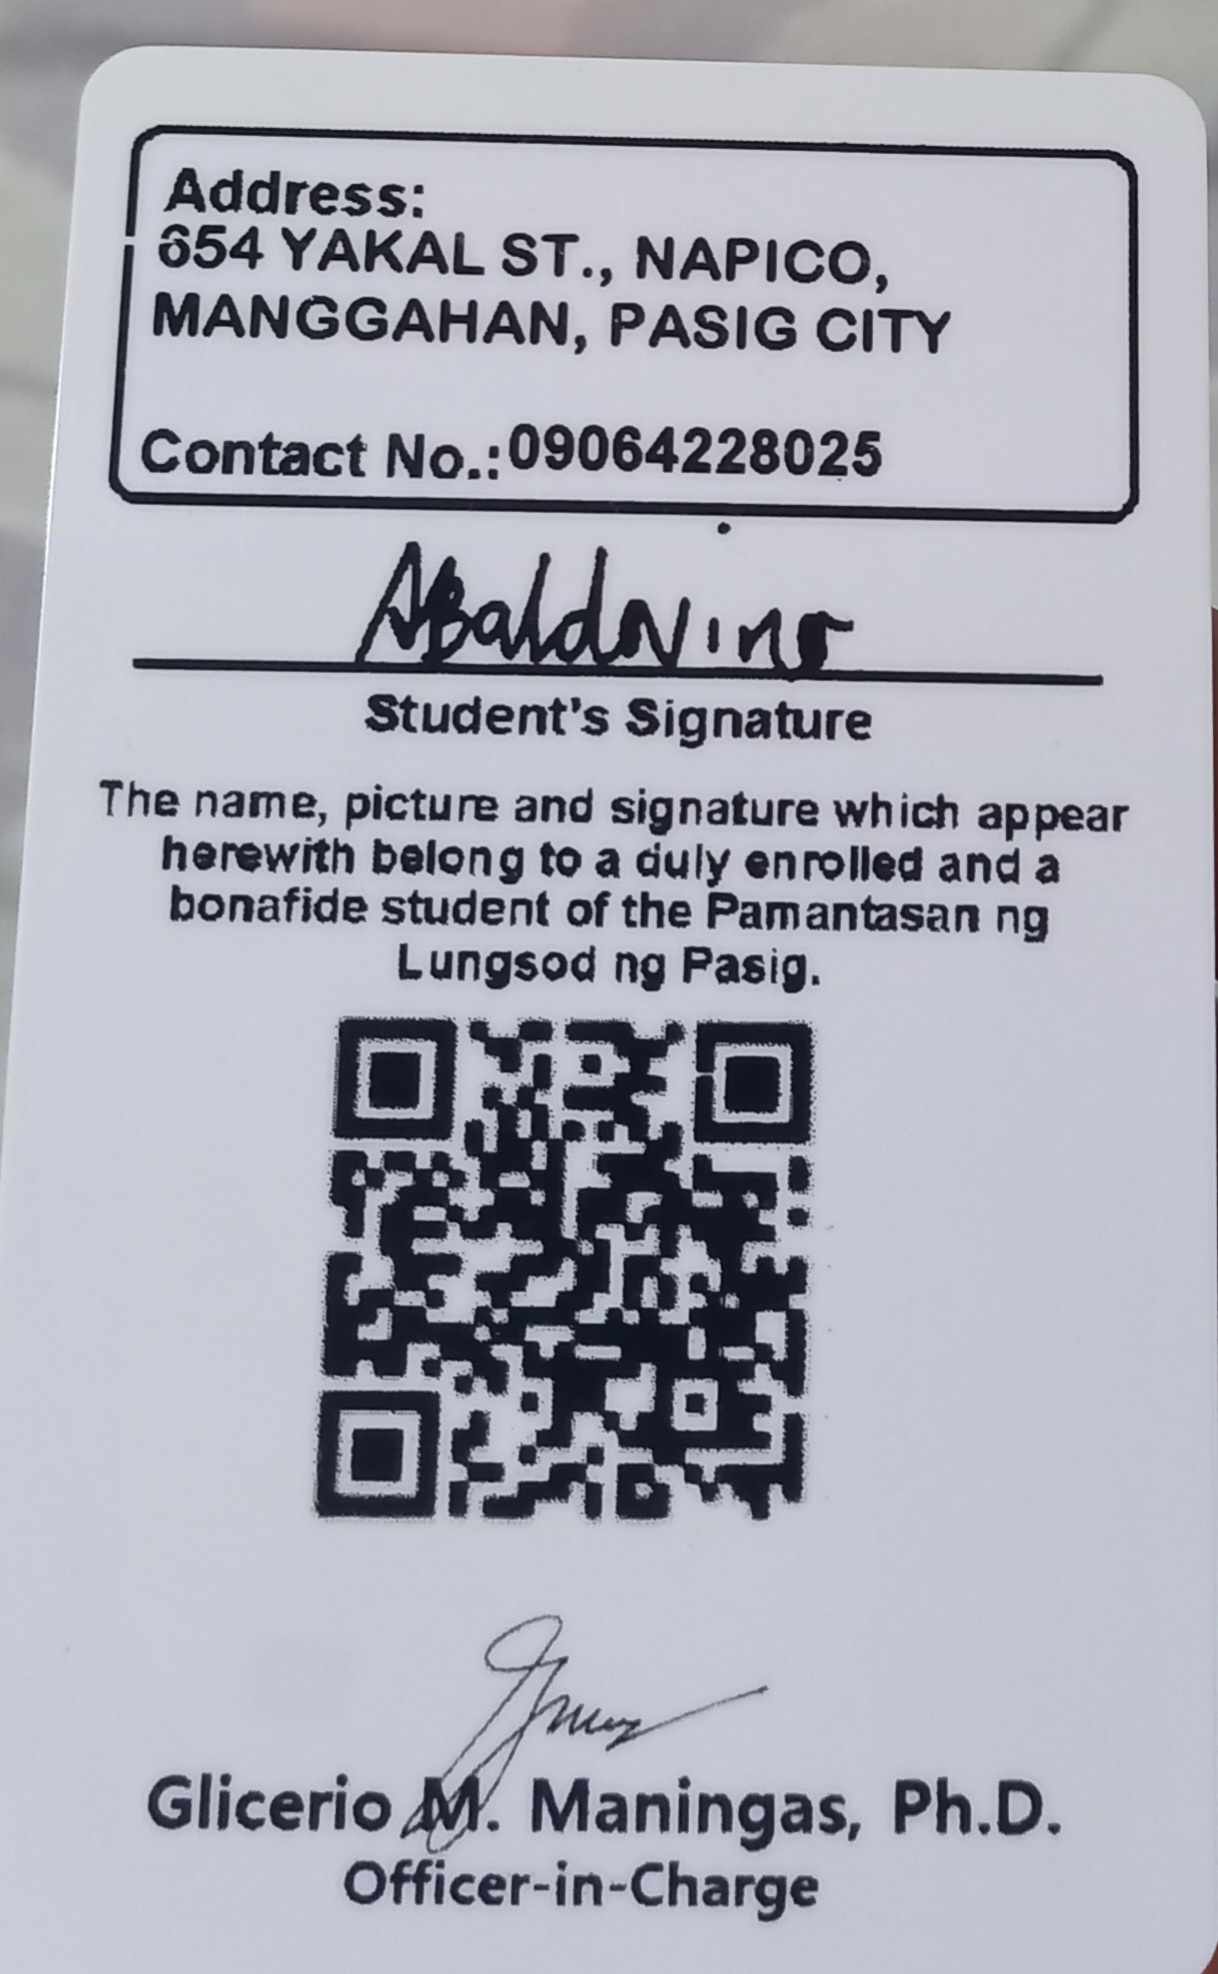 Address:
654 YAKAL ST., NAPICO,
MANGGAHAN, PASIG CITY
Contact No.:09064228025
ABaldovino
Student's Signature
The name, picture and signature which appear
herewith belong to a duly enrolled and a
bonafide student of the Pamantasan ng
Lungsod ng Pasig.
Glicerio M. Maningas, Ph.D.
Officer-in-Charge